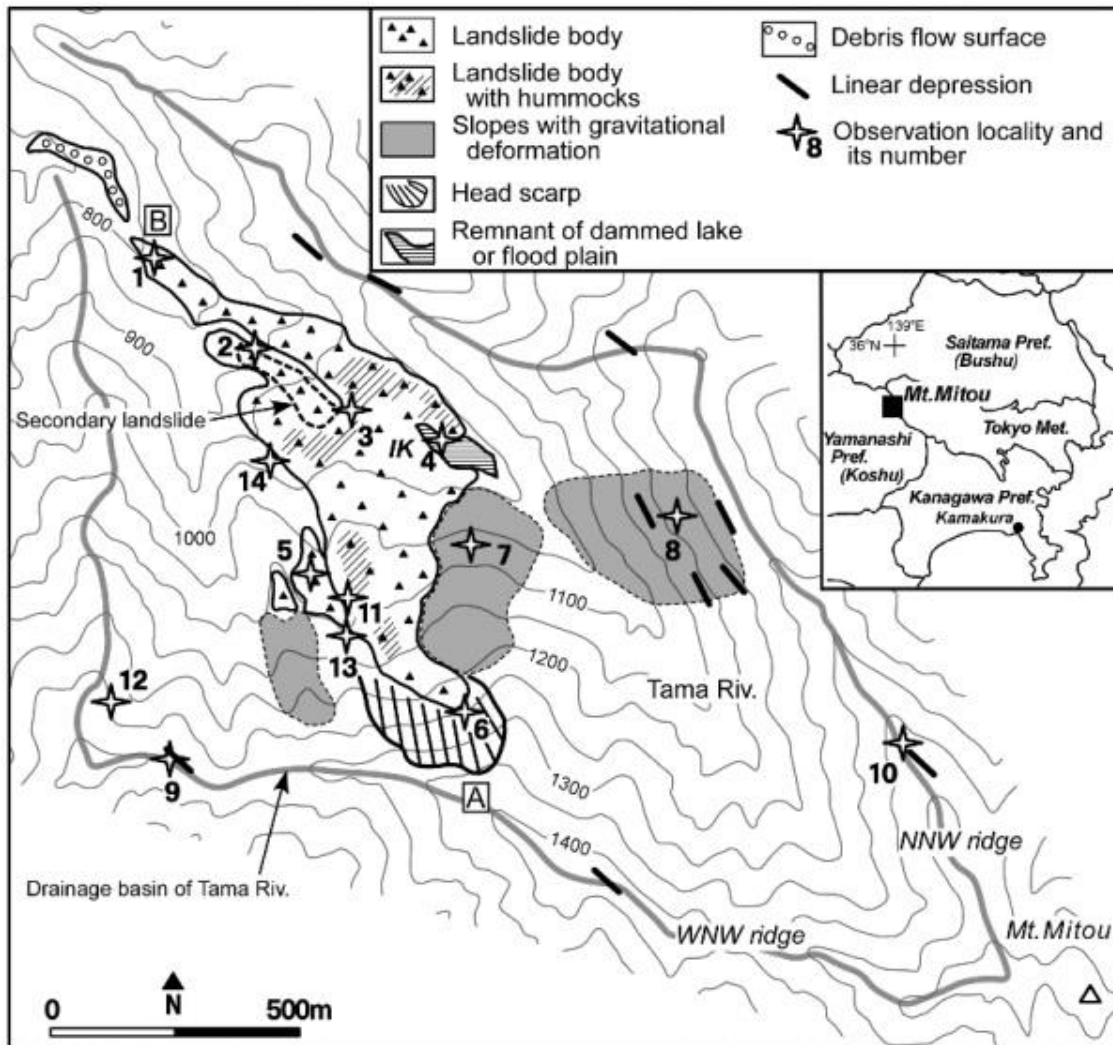 Landslide body
Landslide body
with hummocks
Slopes with gravitational
deformation
Head scarp
Remnant of dammed lake
or flood plain
Debris flow surface
Linear depression
8
Observation locality and
its number
B
800
1
900
2
Secondary landslide
3
IK
4
14
1000
5
7
8
11
1100
13
1200
12
Tama Riv.
6
9
A
1300
10
1400
NNW ridge
Drainage basin of Tama Riv.
WNW ridge
Mt. Mitou
0
N
500m
139°E
36°N
Saitama Pref.
(Bushu)
Mt.Mitou
Tokyo Met.
Yamanashi
Pref.
(Koshu)
Kanagawa Pref.
Kamakura